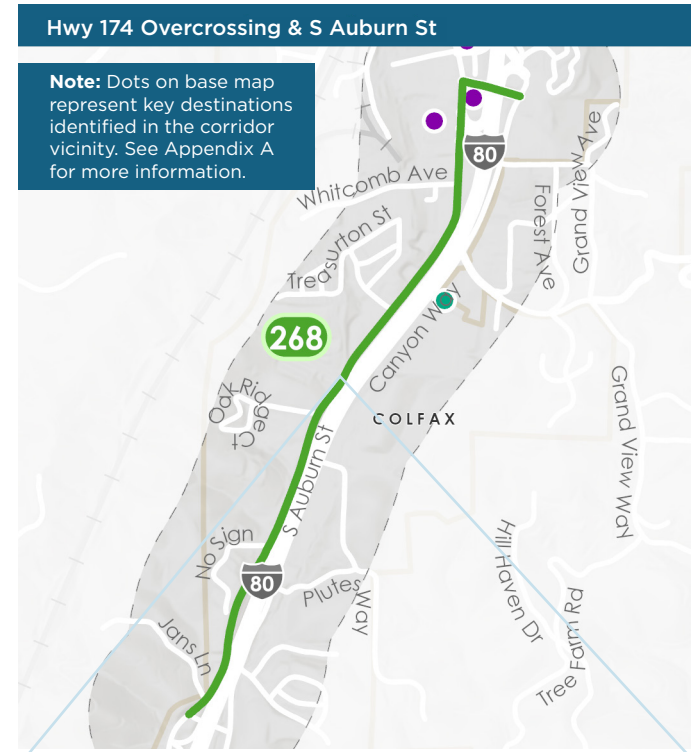 Hwy 174 Overcrossing & S Auburn St
Note: Dots on base map
represent key destinations
identified in the corridor
vicinity. See Appendix A
for more information.
80
Whitcomb Ave
Grand View Ave
Forest Ave
Treasurton St
Canyon Way
268
Oak
Ridge
Ct
COLFAX
Grand View Way
S Auburn St
No Sign
80
Plutes Way
Hill Haven Dr
Tree Farm Rd
Jans Ln